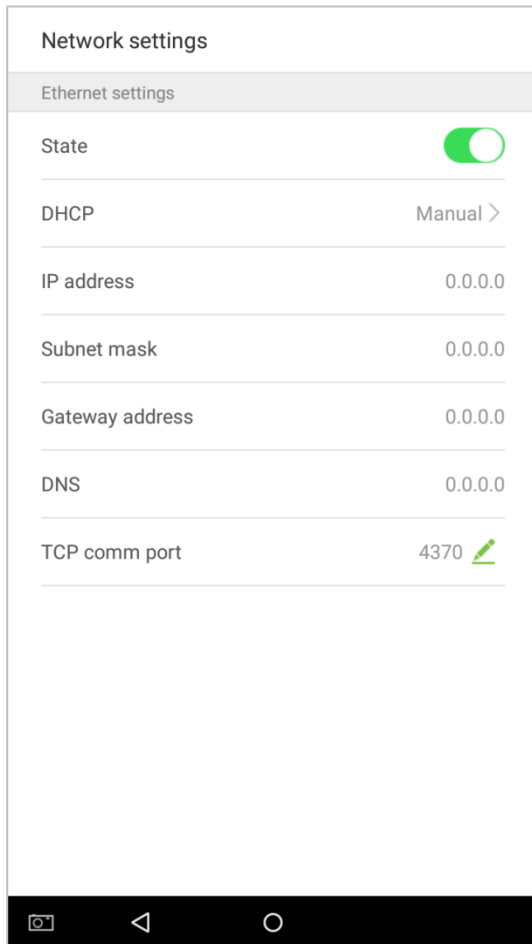 Network settings
Ethernet settings
State
DHCP Manual
IP address 0.0.0.0
Subnet mask 0.0.0.0
Gateway address 0.0.0.0
DNS 0.0.0.0
TCP comm port 4370